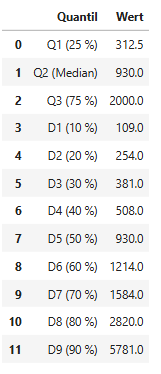 Quantil Wert
0 Q1 (25 %) 312.5
1 Q2 (Median) 930.0
2 Q3 (75 %) 2000.0
3 D1 (10 %) 109.0
4 D2 (20 %) 254.0
5 D3 (30 %) 381.0
6 D4 (40 %) 508.0
7 D5 (50 %) 930.0
8 D6 (60 %) 1214.0
9 D7 (70 %) 1584.0
10 D8 (80 %) 2820.0
11 D9 (90 %) 5781.0